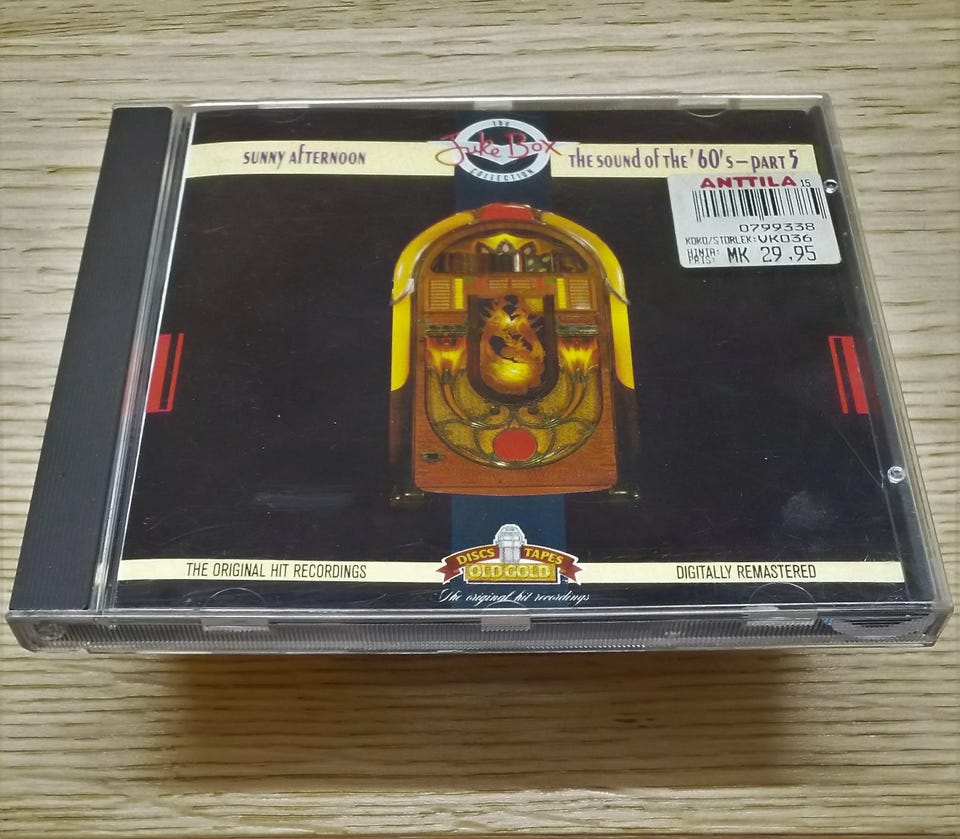 SUNNY AFTERNOON
THE
Juke Box
COLLECTION
THE SOUND OF THE '60'S – PART 5
ANTTILA 15
0799338
KOKO/STORLEK: VK036
HINTA:
PRIS: MK 29.95
DISCS TAPES
OLD GOLD
The original hit recordings
THE ORIGINAL HIT RECORDINGS
DIGITALLY REMASTERED